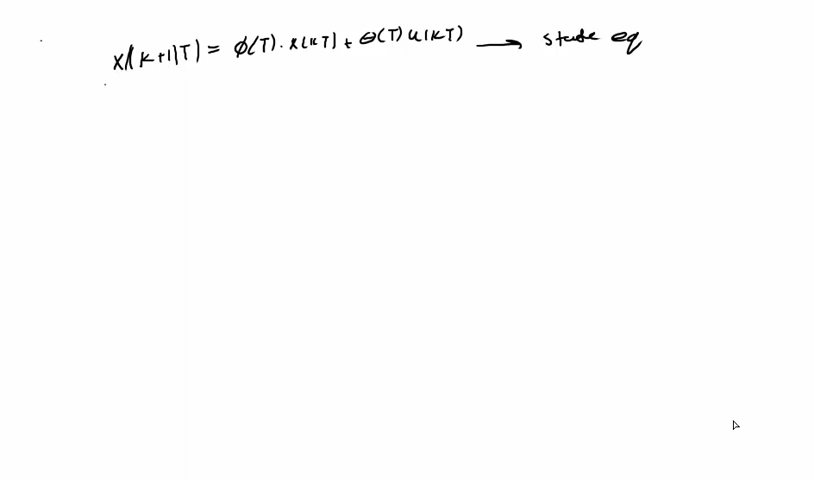 x((k+1)T) = ϕ(T). x(kT) + θ(T) u(kT) → state eq